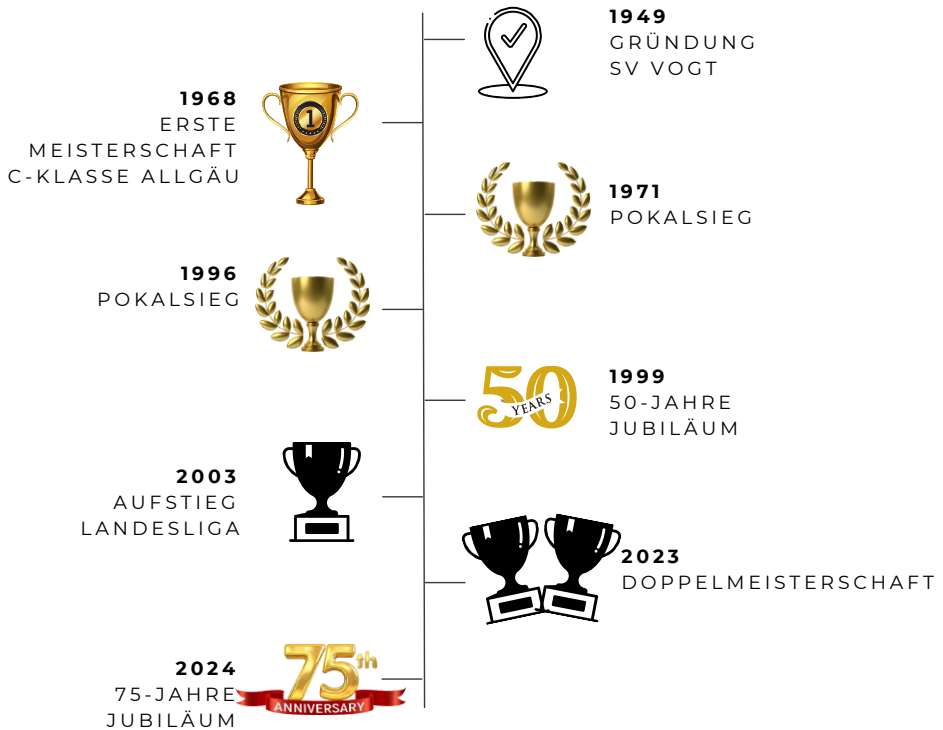 1949
GRÜNDUNG
SV VOGT
1968
ERSTE
MEISTERSCHAFT
C-KLASSE ALLGÄU
1
1971
POKALSIEG
1996
POKALSIEG
1999
50-JAHRE
JUBILÄUM
50
YEARS
2003
AUFSTIEG
LANDESLIGA
2023
DOPPELMEISTERSCHAFT
2024
75-JAHRE
JUBILÄUM
75th
ANNIVERSARY